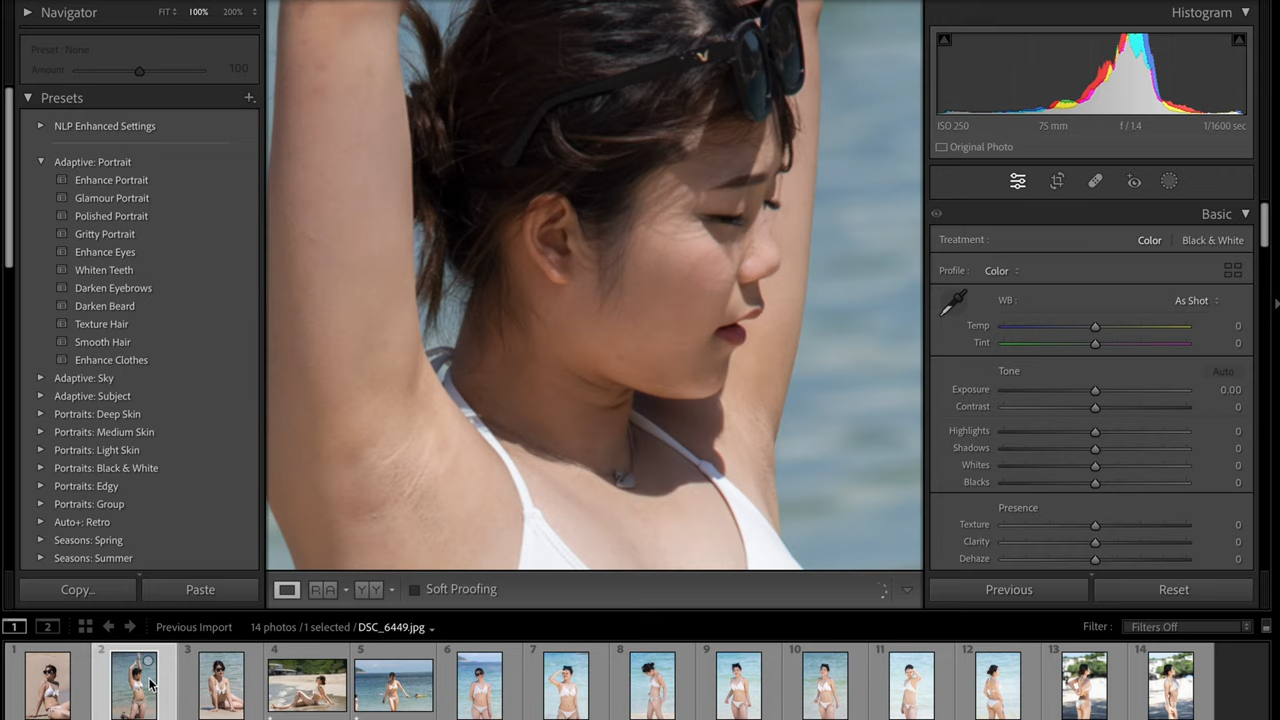 Navigator FIT 100% 200%
Preset : None
Amount 100
Presets
NLP Enhanced Settings
Adaptive: Portrait
Enhance Portrait
Glamour Portrait
Polished Portrait
Gritty Portrait
Enhance Eyes
Whiten Teeth
Darken Eyebrows
Darken Beard
Texture Hair
Smooth Hair
Enhance Clothes
Adaptive: Sky
Adaptive: Subject
Portraits: Deep Skin
Portraits: Medium Skin
Portraits: Light Skin
Portraits: Black & White
Portraits: Edgy
Portraits: Group
Auto+: Retro
Seasons: Spring
Seasons: Summer
Copy... Paste
R A Y Y Soft Proofing
Histogram
ISO 250 75 mm f / 1.4 1/1600 sec
Original Photo
Basic
Treatment : Color Black & White
Profile : Color
WB : As Shot
Temp 0
Tint 0
Tone Auto
Exposure 0.00
Contrast 0
Highlights 0
Shadows 0
Whites 0
Blacks 0
Presence
Texture 0
Clarity 0
Dehaze 0
Previous Reset
1 2 Previous Import 14 photos / 1 selected / DSC_6449.jpg Filter : Filters Off
1 2 3 4 5 6 7 8 9 10 11 12 13 14